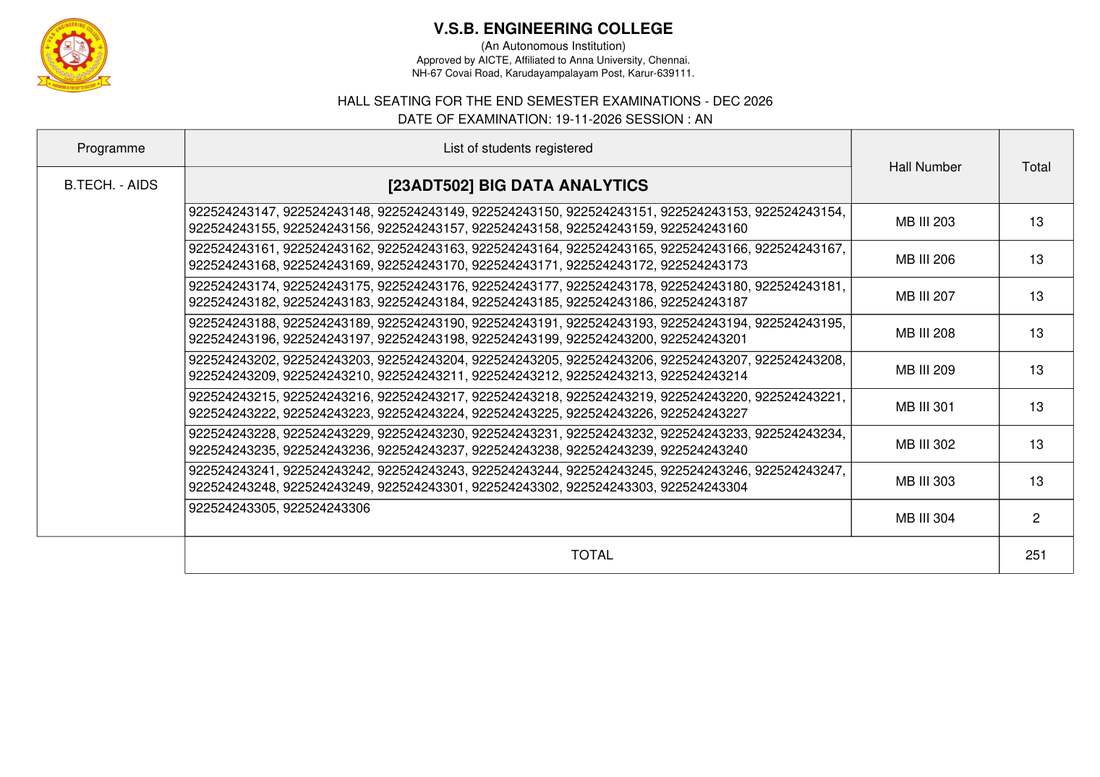 V.S.B. ENGINEERING COLLEGE
(An Autonomous Institution)
Approved by AICTE, Affiliated to Anna University, Chennai.
NH-67 Covai Road, Karudayampalayam Post, Karur-639111.
HALL SEATING FOR THE END SEMESTER EXAMINATIONS - DEC 2026
DATE OF EXAMINATION: 19-11-2026 SESSION : AN
Programme
List of students registered
Hall Number
Total
B.TECH. - AIDS
[23ADT502] BIG DATA ANALYTICS
922524243147, 922524243148, 922524243149, 922524243150, 922524243151, 922524243153, 922524243154,
922524243155, 922524243156, 922524243157, 922524243158, 922524243159, 922524243160
MB III 203
13
922524243161, 922524243162, 922524243163, 922524243164, 922524243165, 922524243166, 922524243167,
922524243168, 922524243169, 922524243170, 922524243171, 922524243172, 922524243173
MB III 206
13
922524243174, 922524243175, 922524243176, 922524243177, 922524243178, 922524243180, 922524243181,
922524243182, 922524243183, 922524243184, 922524243185, 922524243186, 922524243187
MB III 207
13
922524243188, 922524243189, 922524243190, 922524243191, 922524243193, 922524243194, 922524243195,
922524243196, 922524243197, 922524243198, 922524243199, 922524243200, 922524243201
MB III 208
13
922524243202, 922524243203, 922524243204, 922524243205, 922524243206, 922524243207, 922524243208,
922524243209, 922524243210, 922524243211, 922524243212, 922524243213, 922524243214
MB III 209
13
922524243215, 922524243216, 922524243217, 922524243218, 922524243219, 922524243220, 922524243221,
922524243222, 922524243223, 922524243224, 922524243225, 922524243226, 922524243227
MB III 301
13
922524243228, 922524243229, 922524243230, 922524243231, 922524243232, 922524243233, 922524243234,
922524243235, 922524243236, 922524243237, 922524243238, 922524243239, 922524243240
MB III 302
13
922524243241, 922524243242, 922524243243, 922524243244, 922524243245, 922524243246, 922524243247,
922524243248, 922524243249, 922524243301, 922524243302, 922524243303, 922524243304
MB III 303
13
922524243305, 922524243306
MB III 304
2
TOTAL
251